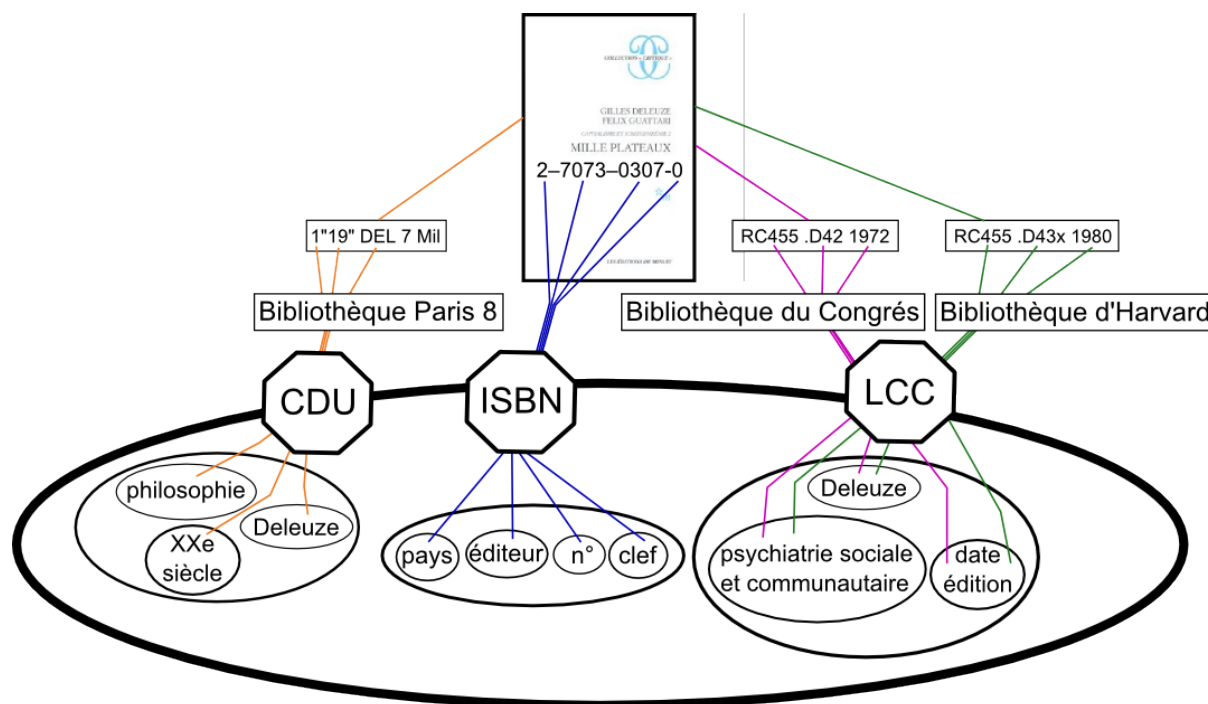 COLLECTION « CRITIQUE »
GILLES DELEUZE
FELIX GUATTARI
CAPITALISME ET SCHIZOPHRÉNIE 2
MILLE PLATEAUX
2–7073–0307-0
LES ÉDITIONS DE MINUIT
1"19" DEL 7 Mil
RC455 .D42 1972
RC455 .D43x 1980
Bibliothèque Paris 8
Bibliothèque du Congrés
Bibliothèque d'Harvard
CDU
ISBN
LCC
philosophie
Deleuze
XXe
siècle
pays
éditeur
n°
clef
Deleuze
psychiatrie sociale
et communautaire
date
édition